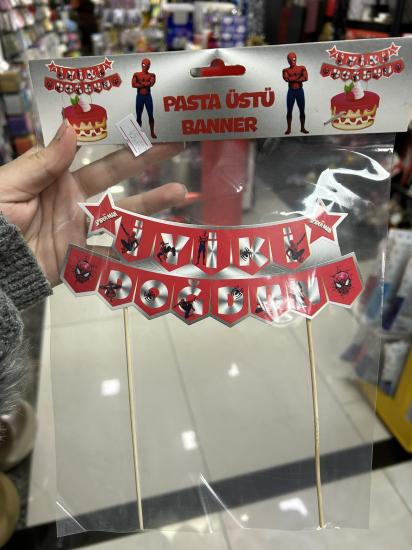 PASTA ÜSTÜ
BANNER
İYİKİ
DOĞDUN